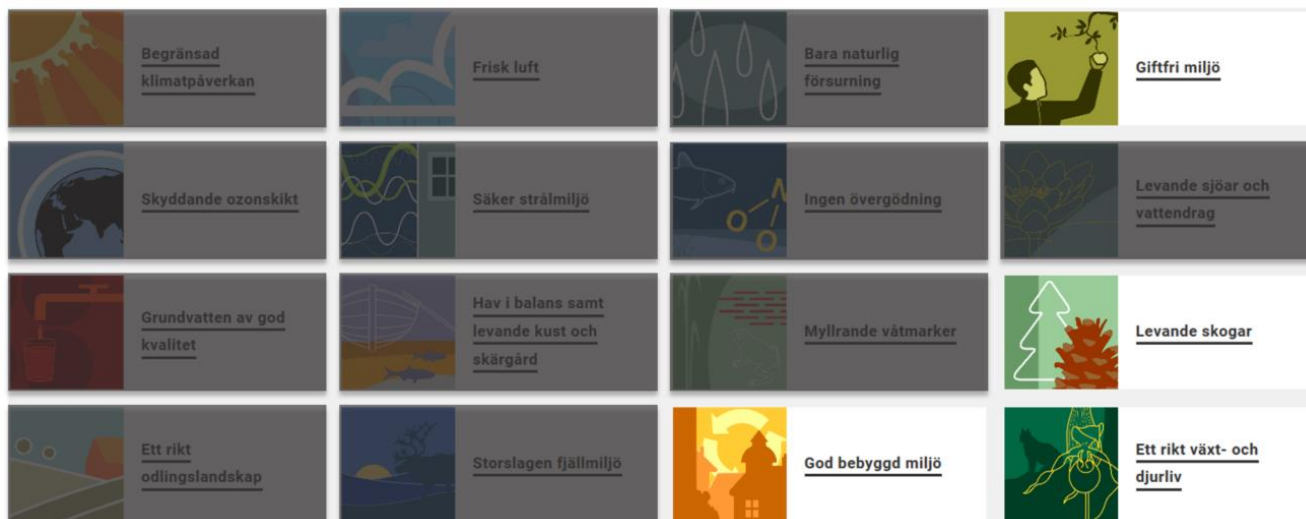 Begränsad
klimatpåverkan
Frisk luft
Bara naturlig
försurning
Giftfri miljö
Skyddande ozonskikt
Säker strålmiljö
Ingen övergödning
Levande sjöar och
vattendrag
Grundvatten av god
kvalitet
Hav i balans samt
levande kust och
skärgård
Myllrande våtmarker
Levande skogar
Ett rikt
odlingslandskap
Storslagen fjällmiljö
God bebyggd miljö
Ett rikt växt- och
djurliv